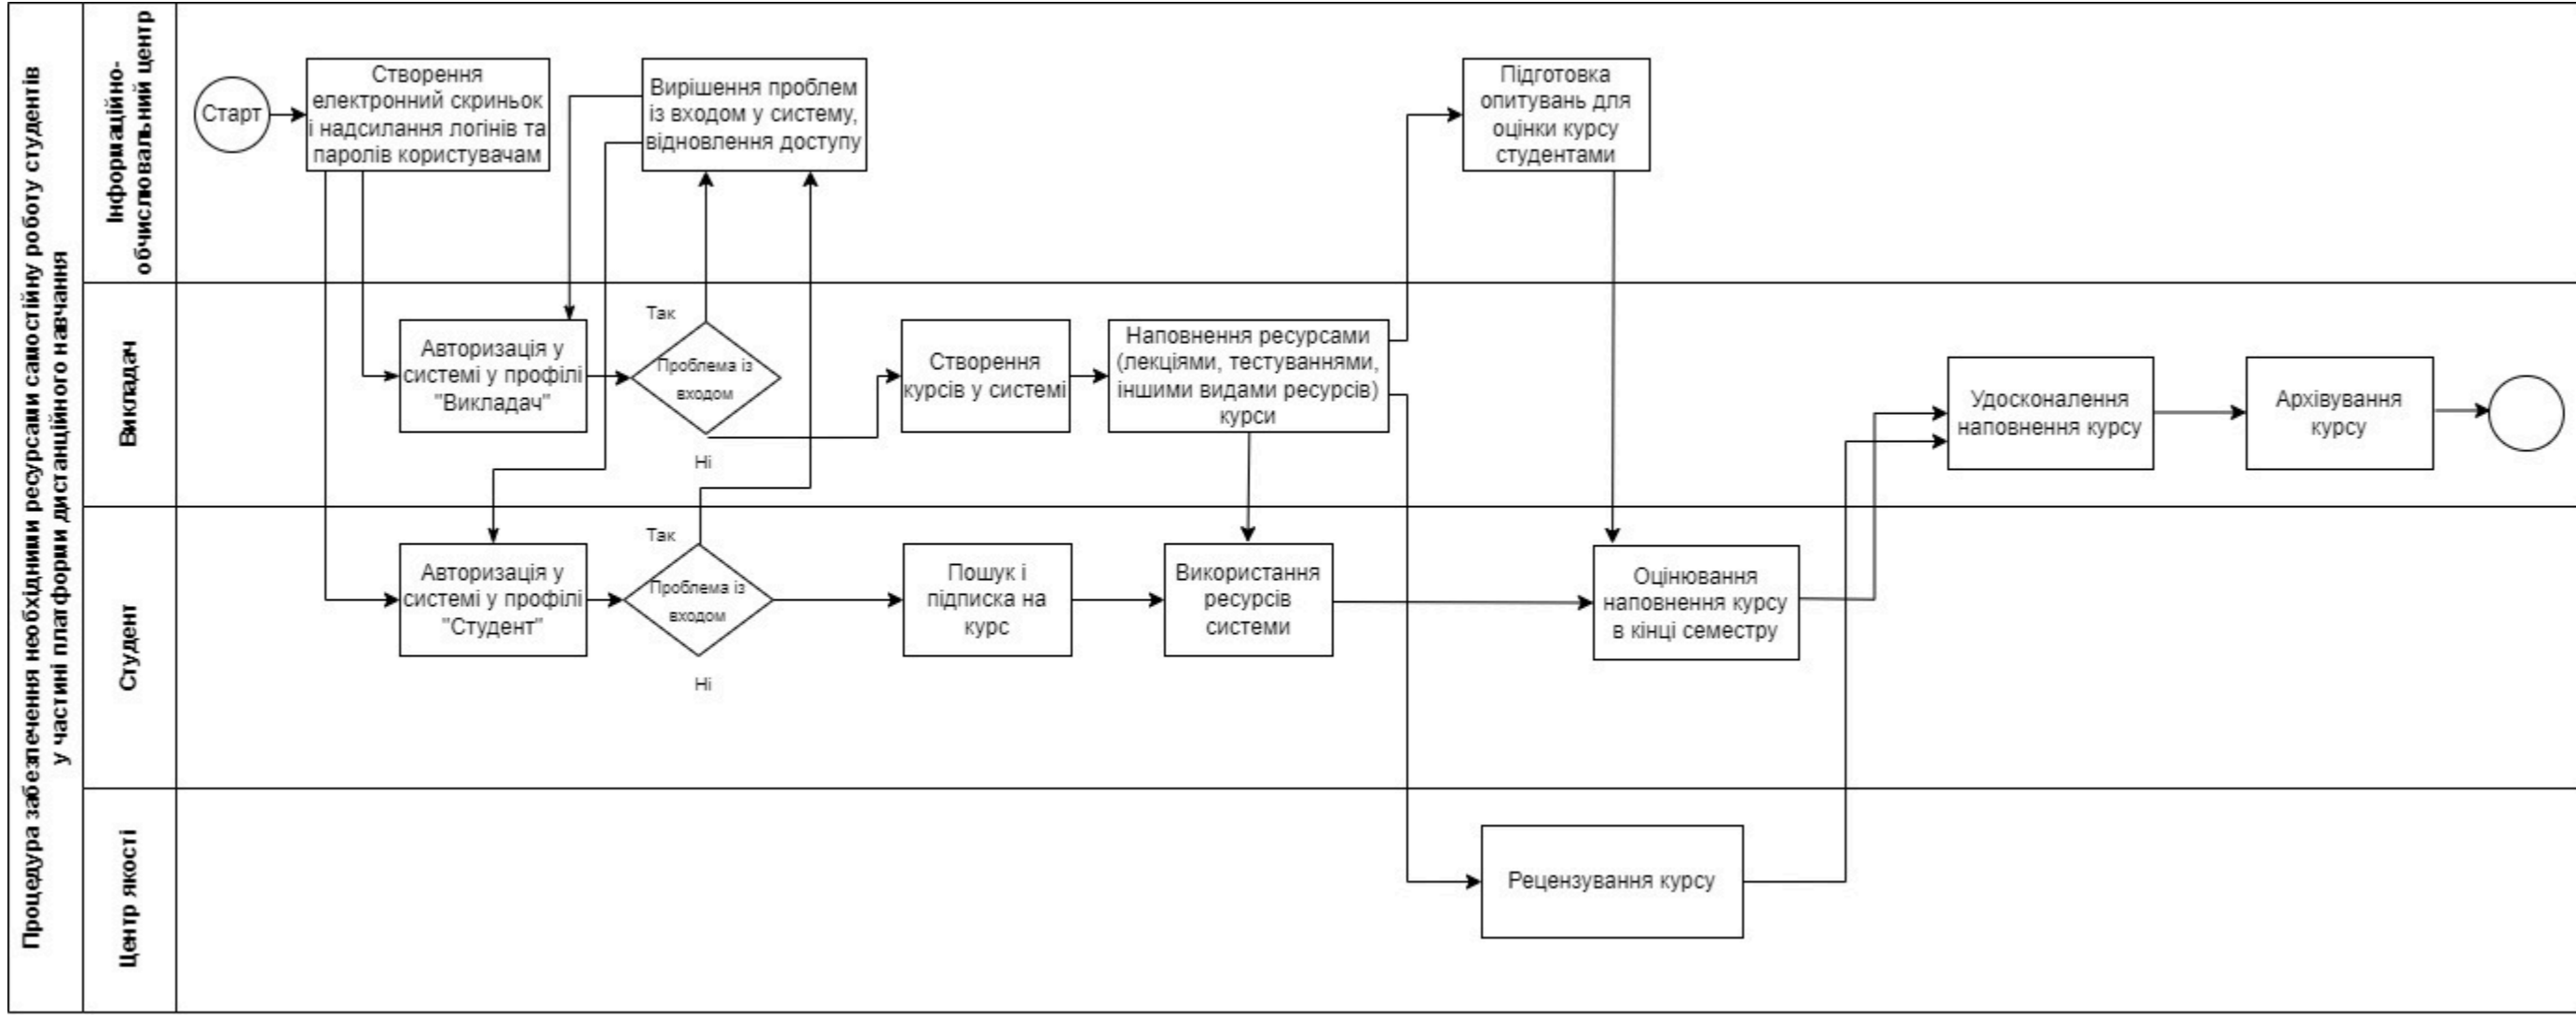 Процедура забезпечення необхідними ресурсами самостійну роботу студентів
у частині платформи дистанційного навчання
Інформаційно-
обчислювальний центр
Старт
Створення
електронний скриньок
і надсилання логінів та
паролів користувачам
Вирішення проблем
із входом у систему,
відновлення доступу
Підготовка
опитувань для
оцінки курсу
студентами
Викладач
Авторизація у
системі у профілі
"Викладач"
Так
Проблема із
входом
Ні
Створення
курсів у системі
Наповнення ресурсами
(лекціями, тестуваннями,
іншими видами ресурсів)
курси
Удосконалення
наповнення курсу
Архівування
курсу
Студент
Авторизація у
системі у профілі
"Студент"
Так
Проблема із
входом
Ні
Пошук і
підписка на
курс
Використання
ресурсів
системи
Оцінювання
наповнення курсу
в кінці семестру
Центр якості
Рецензування курсу